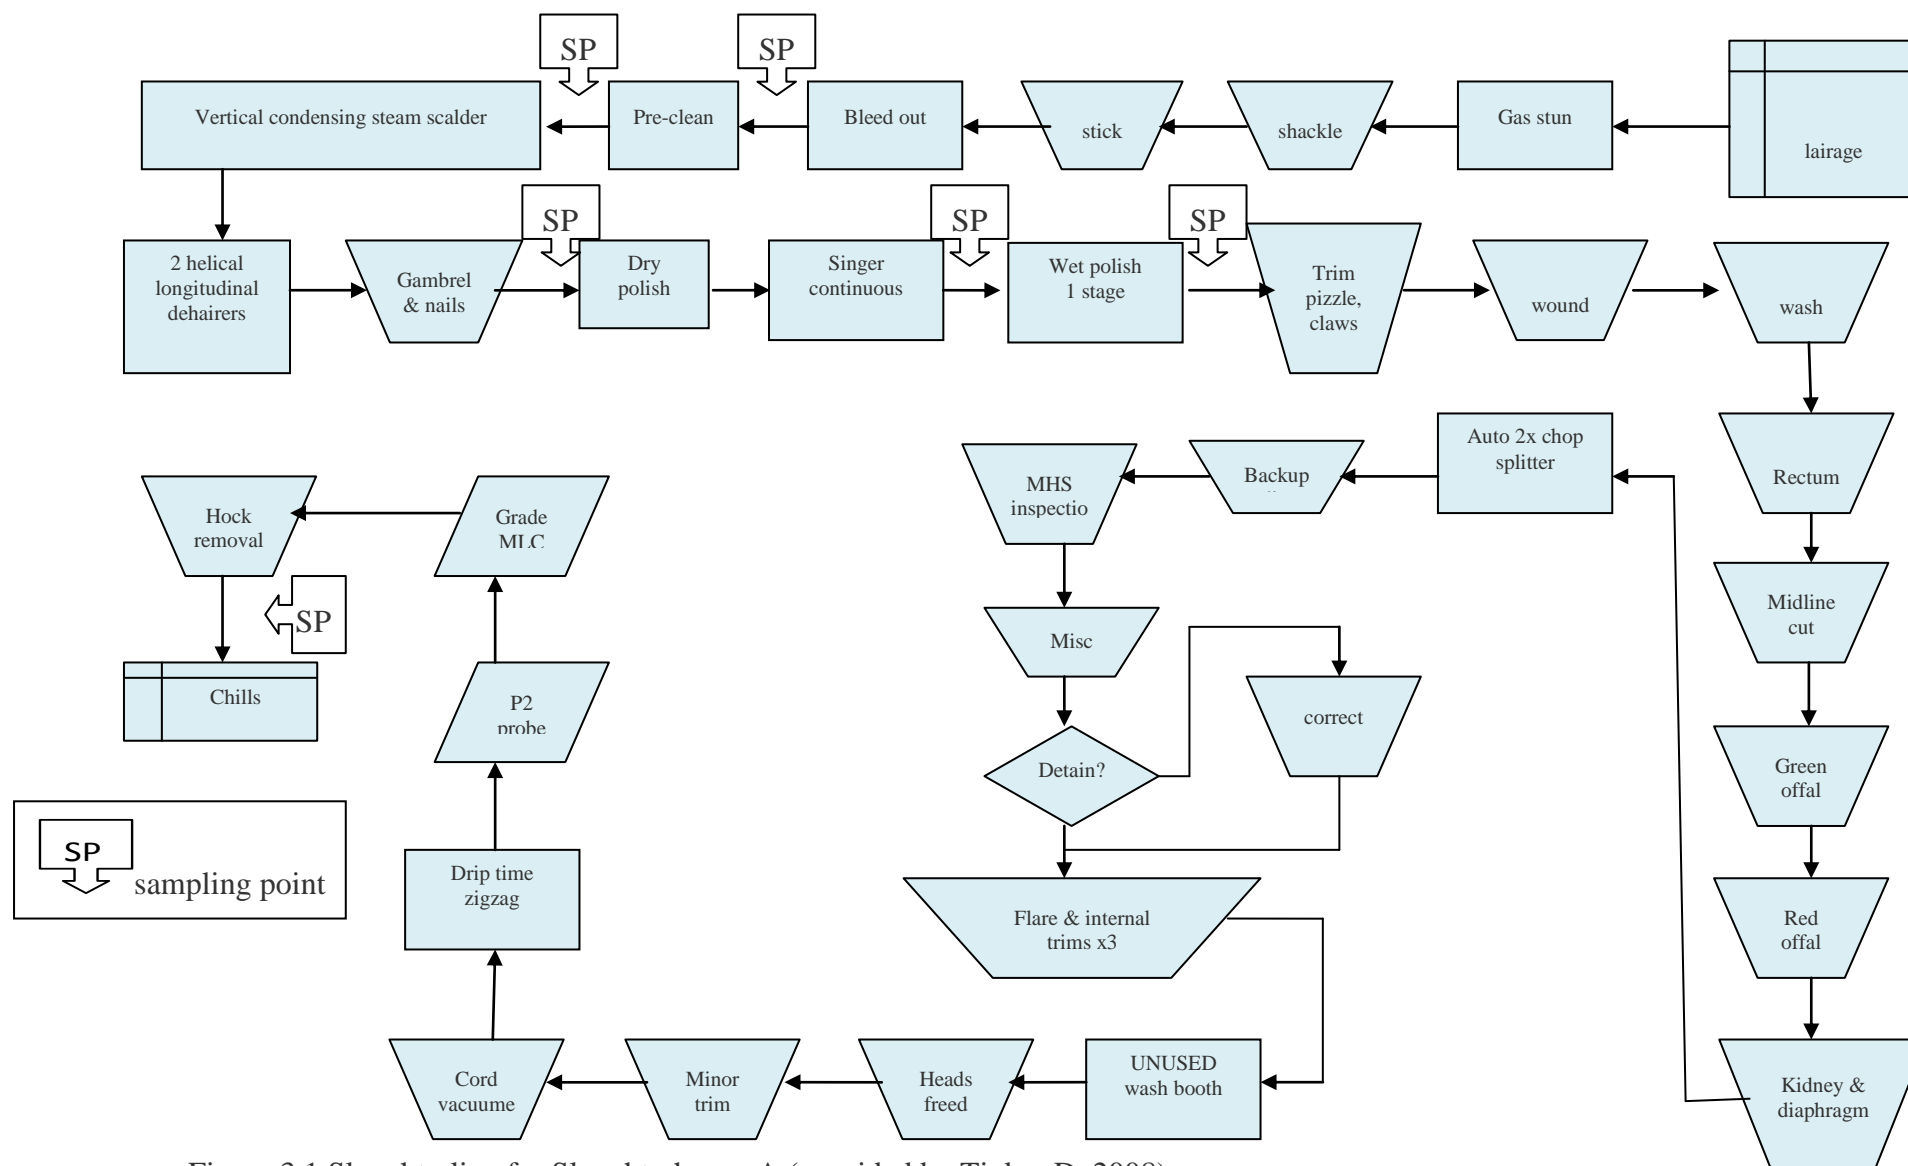 SP
SP
Vertical condensing steam scalder
Pre-clean
Bleed out
stick
shackle
Gas stun
lairage
SP
SP
SP
2 helical
longitudinal
dehairers
Gambrel
& nails
Dry
polish
Singer
continuous
Wet polish
1 stage
Trim
pizzle,
claws
wound
wash
Hock
removal
Grade
MLC
MHS
inspectio
Backup
Auto 2x chop
splitter
Rectum
SP
Chills
P2
probe
Misc
Midline
cut
Detain?
correct
Green
offal
SP
sampling point
Drip time
zigzag
Flare & internal
trims x3
Red
offal
Cord
vacuume
Minor
trim
Heads
freed
UNUSED
wash booth
Kidney &
diaphragm